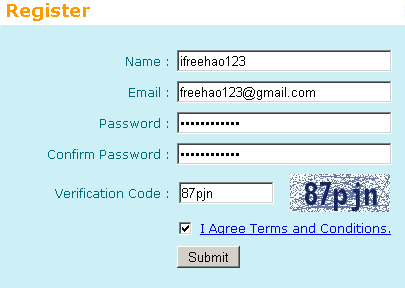 Register
Name : ifreehao123
Email : freehao123@gmail.com
Password : ••••••••••••
Confirm Password : ••••••••••••
Verification Code : 87pjn 87pjn
I Agree Terms and Conditions.
Submit